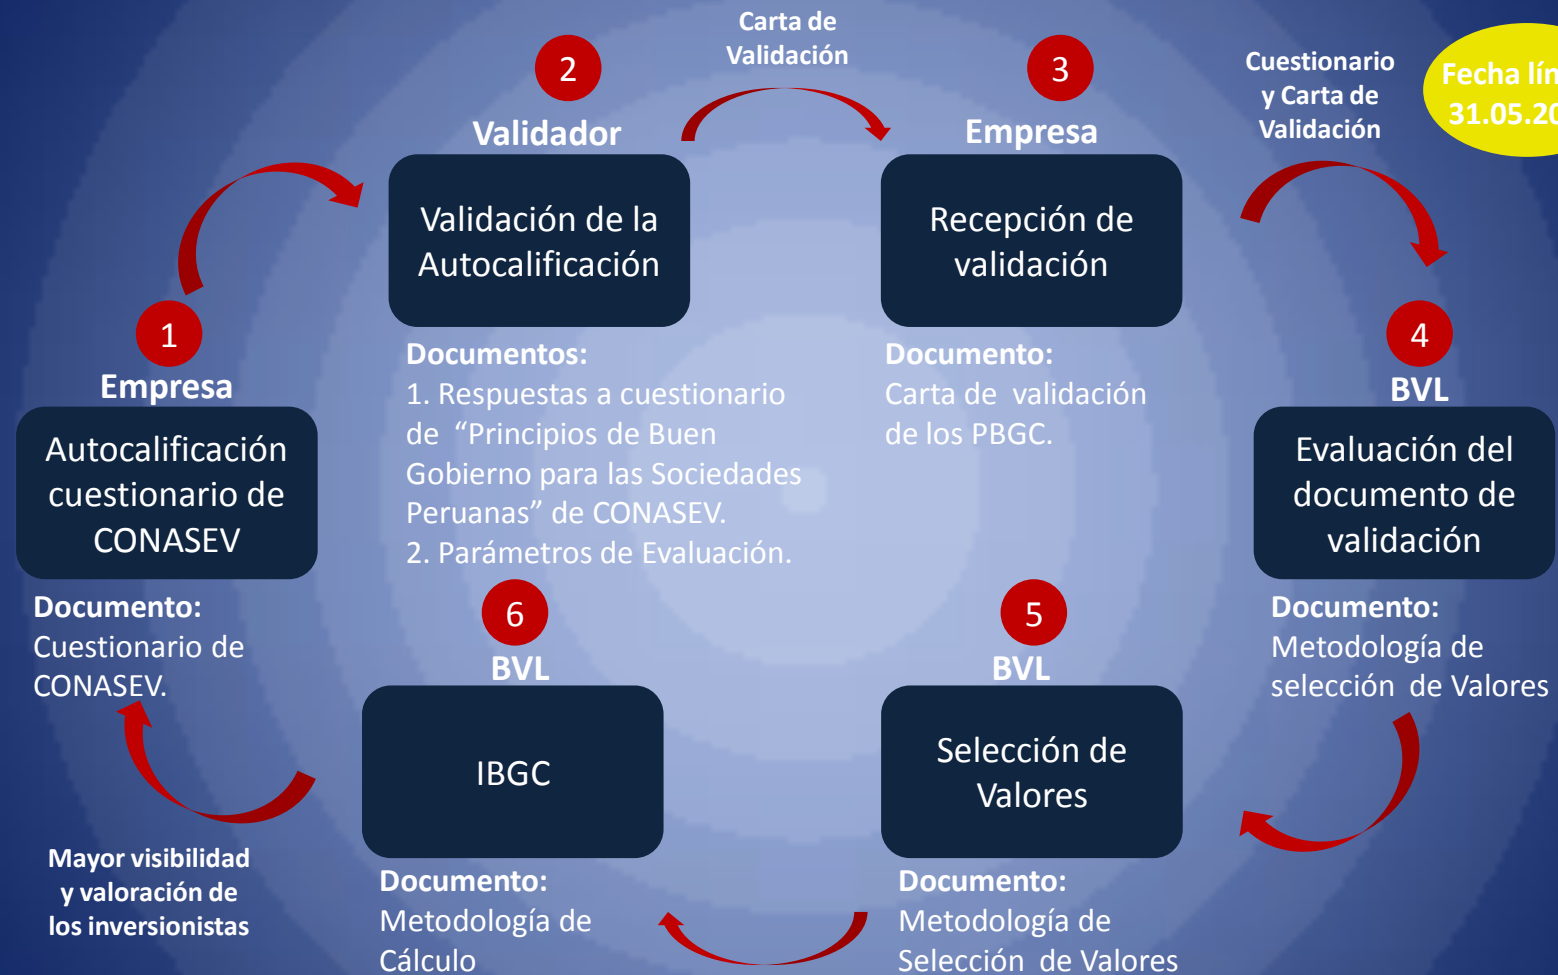 1
Empresa
Autocalificación
cuestionario de
CONASEV
Documento:
Cuestionario de
CONASEV.
2
Validador
Validación de la
Autocalificación
Documentos:
1. Respuestas a cuestionario
de “Principios de Buen
Gobierno para las Sociedades
Peruanas” de CONASEV.
2. Parámetros de Evaluación.
Carta de
Validación
3
Empresa
Recepción de
validación
Documento:
Carta de validación
de los PBGC.
Cuestionario
y Carta de
Validación
Fecha
4
BVL
Evaluación del
documento de
validación
Documento:
Metodología de
selección de Valores
5
BVL
Selección de
Valores
Documento:
Metodología de
Selección de Valores
6
BVL
IBGC
Documento:
Metodología de
Cálculo
Mayor visibilidad
y valoración de
los inversionistas